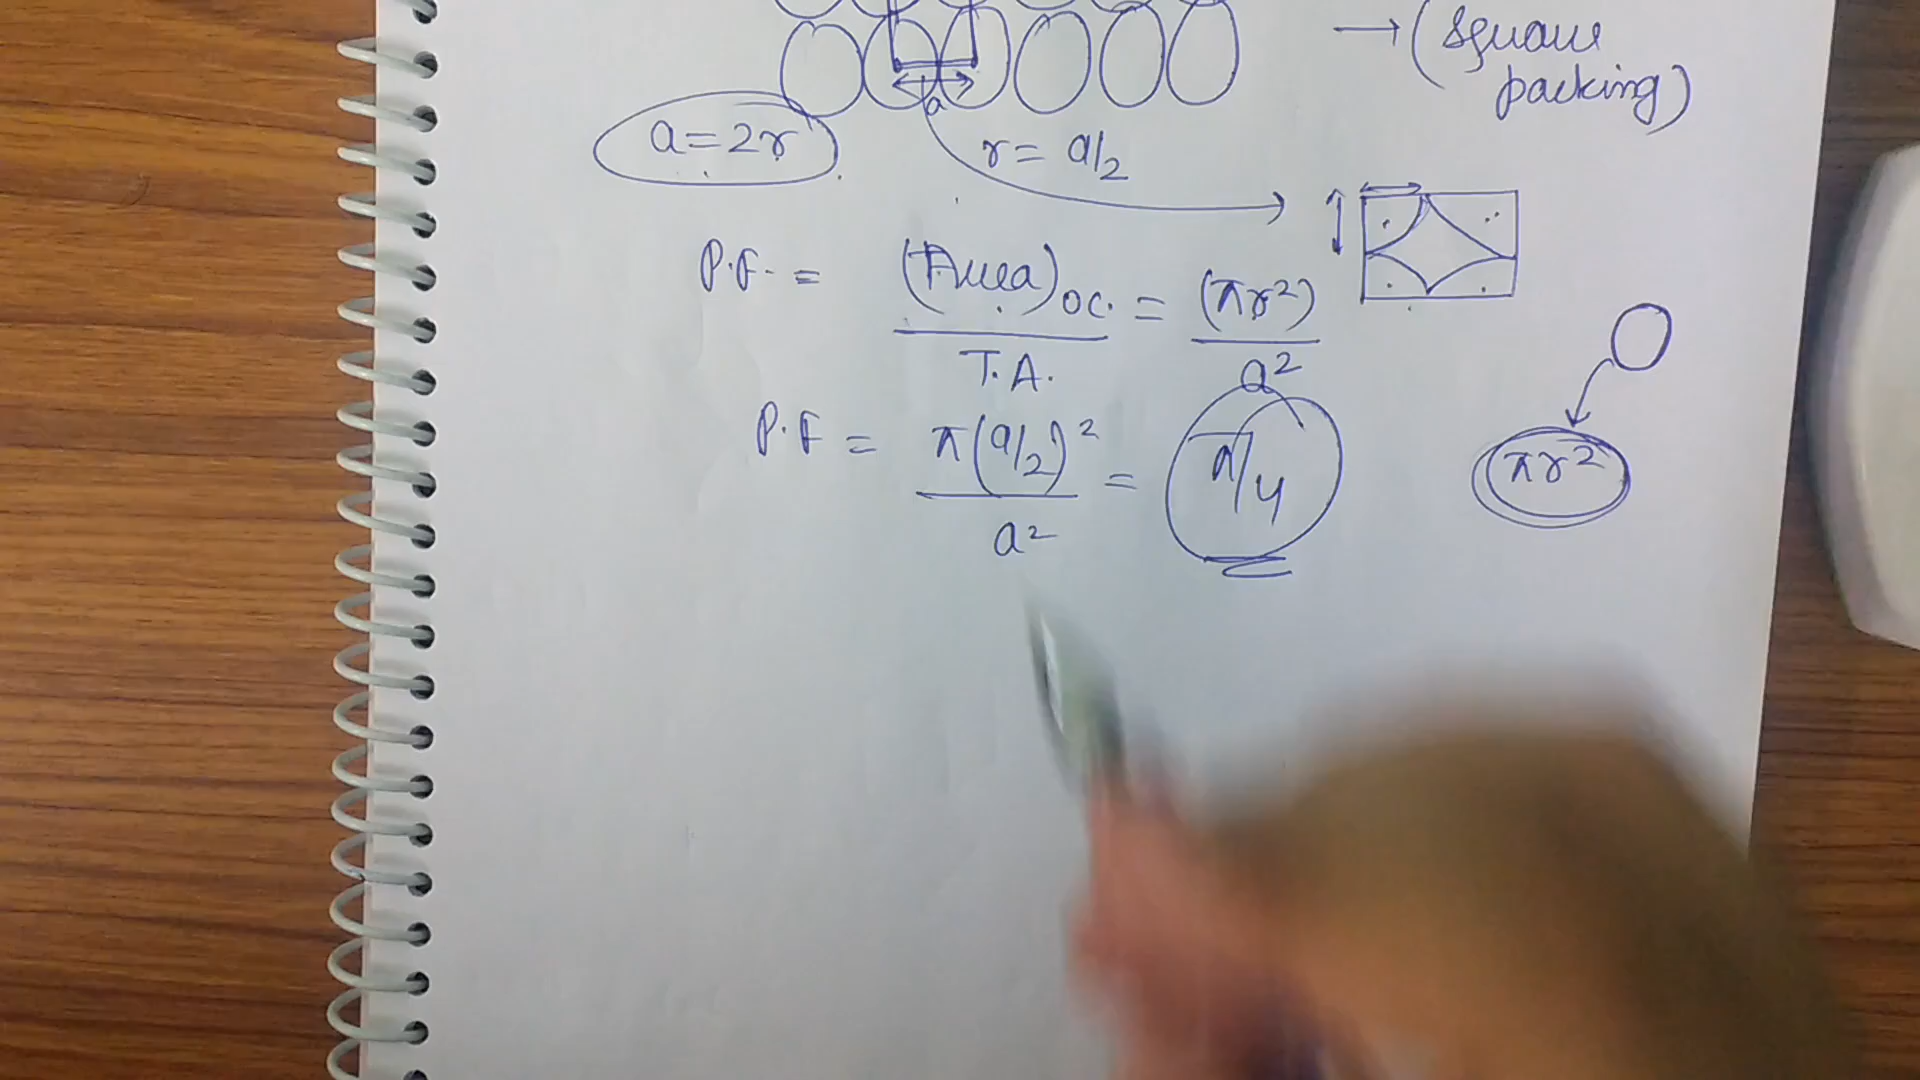 → (square
packing)
a
a = 2r
r = a/2
P.F. = (Area)oc. / T.A. = (πr²) / a²
P.F = π(a/2)² / a² = π/4
πr²